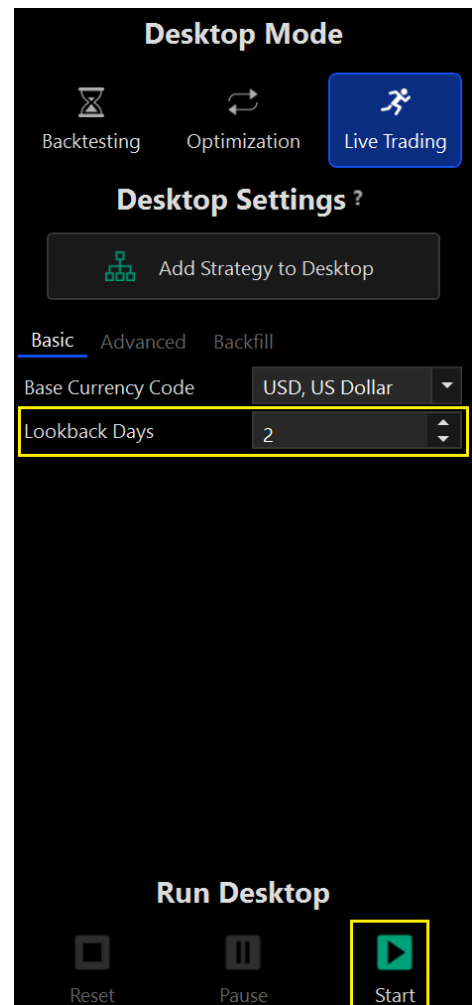 Desktop Mode
Backtesting Optimization Live Trading
Desktop Settings ?
Add Strategy to Desktop
Basic Advanced Backfill
Base Currency Code USD, US Dollar
Lookback Days 2
Run Desktop
Reset Pause Start